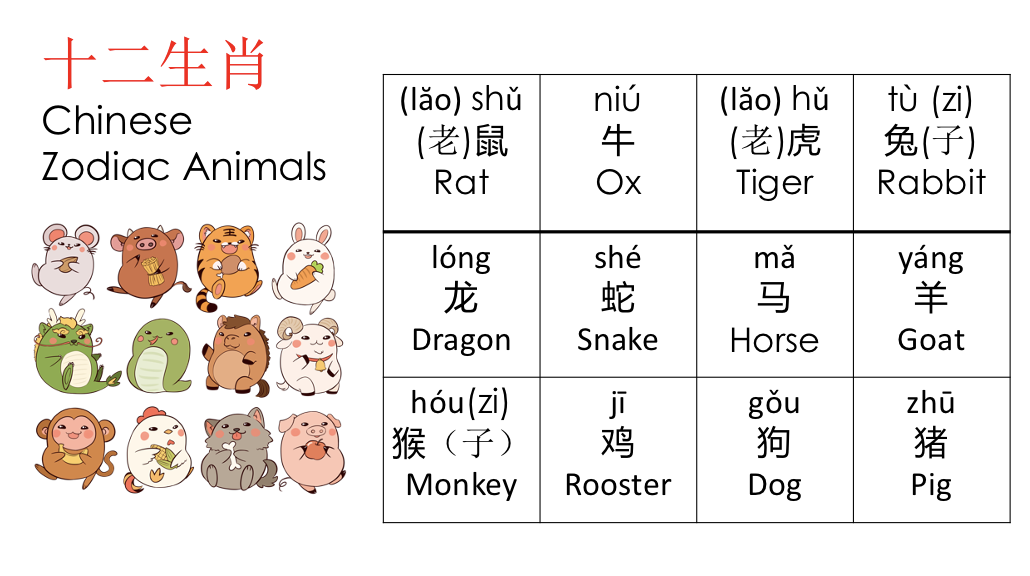 十二生肖
Chinese
Zodiac Animals
(lăo) shǔ
(老)鼠
Rat
niú
牛
Ox
(lăo) hǔ
(老)虎
Tiger
tù (zi)
兔(子)
Rabbit
lóng
龙
Dragon
shé
蛇
Snake
mǎ
马
Horse
yáng
羊
Goat
hóu(zi)
猴（子）
Monkey
jī
鸡
Rooster
gǒu
狗
Dog
zhū
猪
Pig